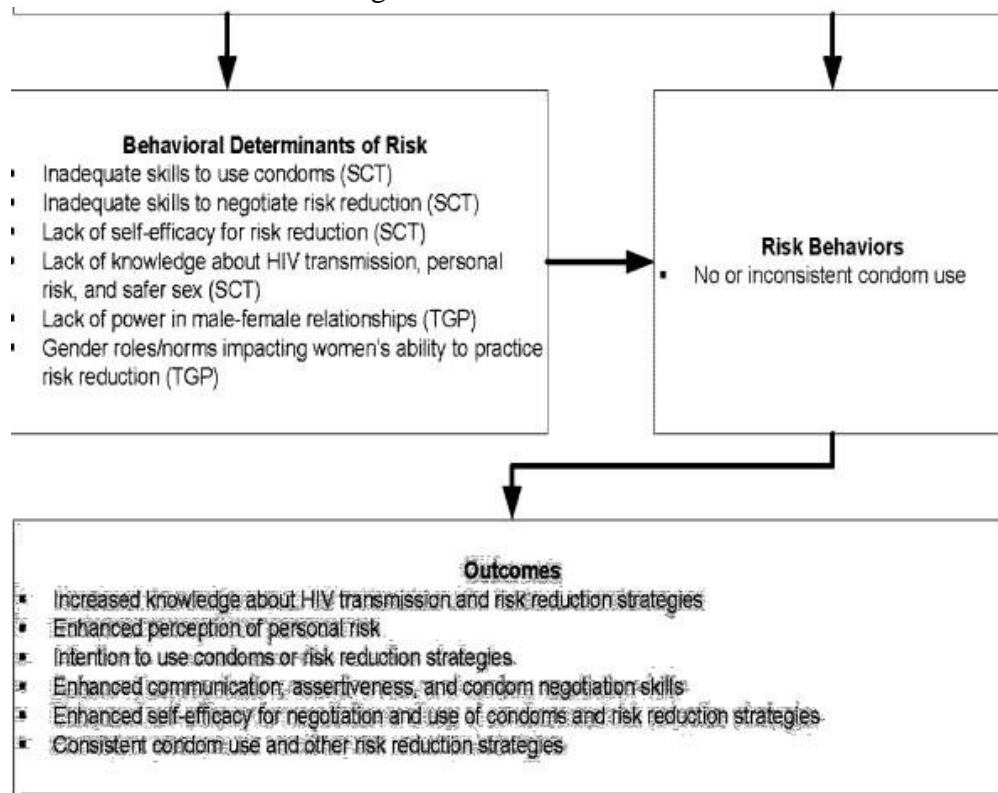 Behavioral Determinants of Risk
▪ Inadequate skills to use condoms (SCT)
▪ Inadequate skills to negotiate risk reduction (SCT)
▪ Lack of self-efficacy for risk reduction (SCT)
▪ Lack of knowledge about HIV transmission, personal
risk, and safer sex (SCT)
▪ Lack of power in male-female relationships (TGP)
▪ Gender roles/norms impacting women's ability to practice
risk reduction (TGP)
Risk Behaviors
▪ No or inconsistent condom use
Outcomes
▪ Increased knowledge about HIV transmission and risk reduction strategies
▪ Enhanced perception of personal risk
▪ Intention to use condoms or risk reduction strategies
▪ Enhanced communication, assertiveness, and condom negotiation skills
▪ Enhanced self-efficacy for negotiation and use of condoms and risk reduction strategies
▪ Consistent condom use and other risk reduction strategies